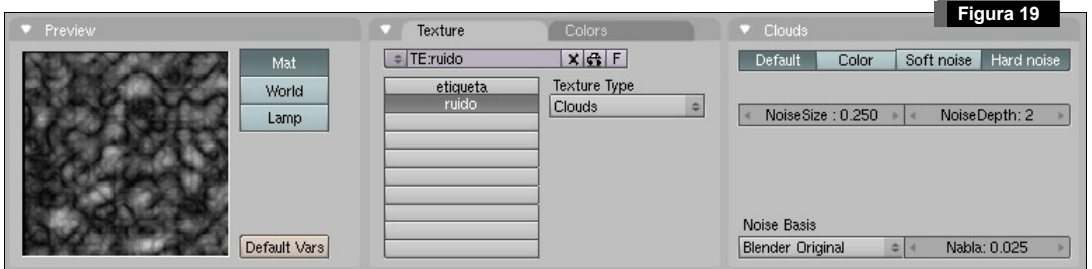 Figura 19
Preview
Mat
World
Lamp
Default Vars
Texture
Colors
TE:ruido
X
F
etiqueta
ruido
Texture Type
Clouds
Clouds
Default
Color
Soft noise
Hard noise
NoiseSize : 0.250
NoiseDepth: 2
Noise Basis
Blender Original
Nabla: 0.025